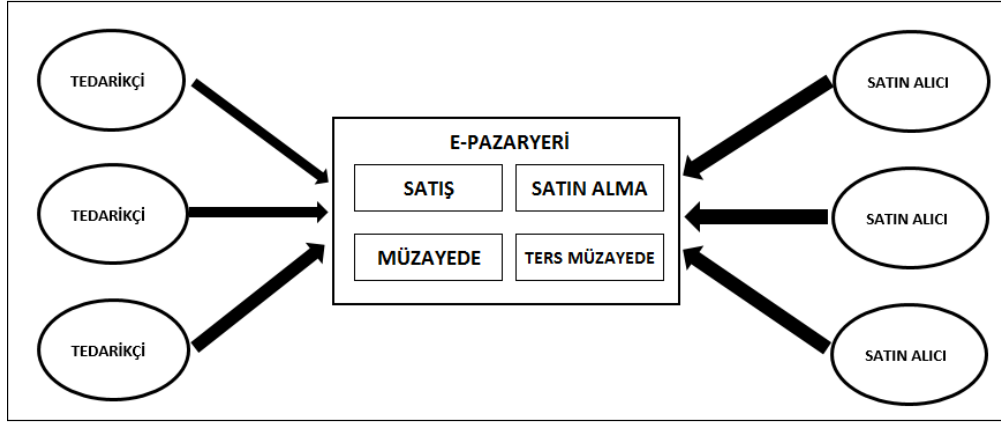 TEDARİKÇİ
TEDARİKÇİ
TEDARİKÇİ
E-PAZARYERİ
SATIŞ
SATIN ALMA
MÜZAYEDE
TERS MÜZAYEDE
SATIN ALICI
SATIN ALICI
SATIN ALICI